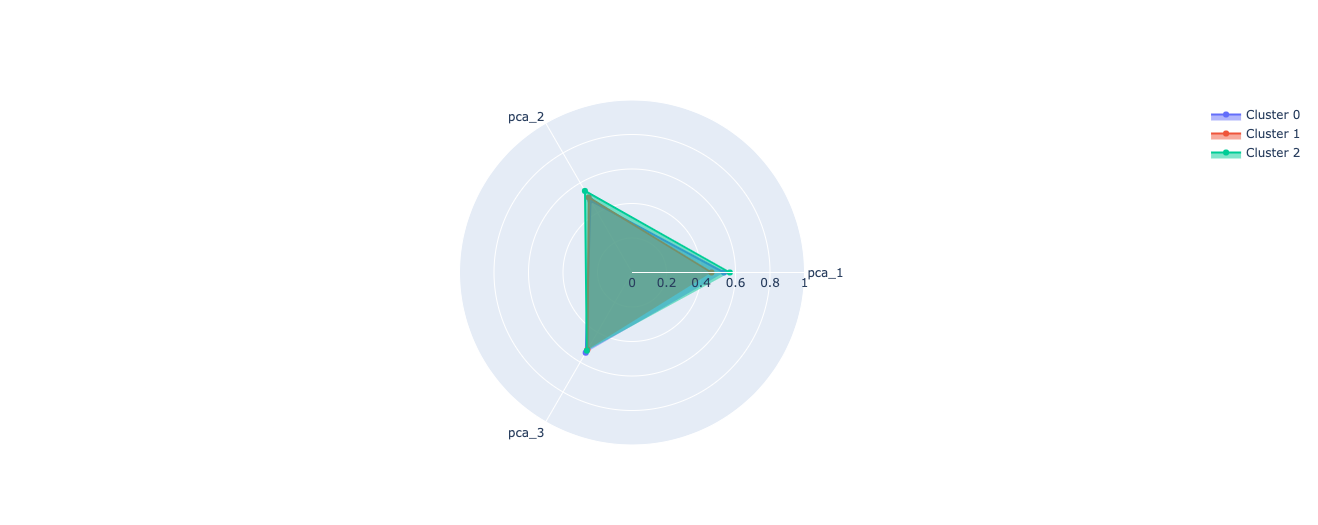 pca_2
Cluster 0
Cluster 1
Cluster 2
pca_1
0 0.2 0.4 0.6 0.8 1
pca_3